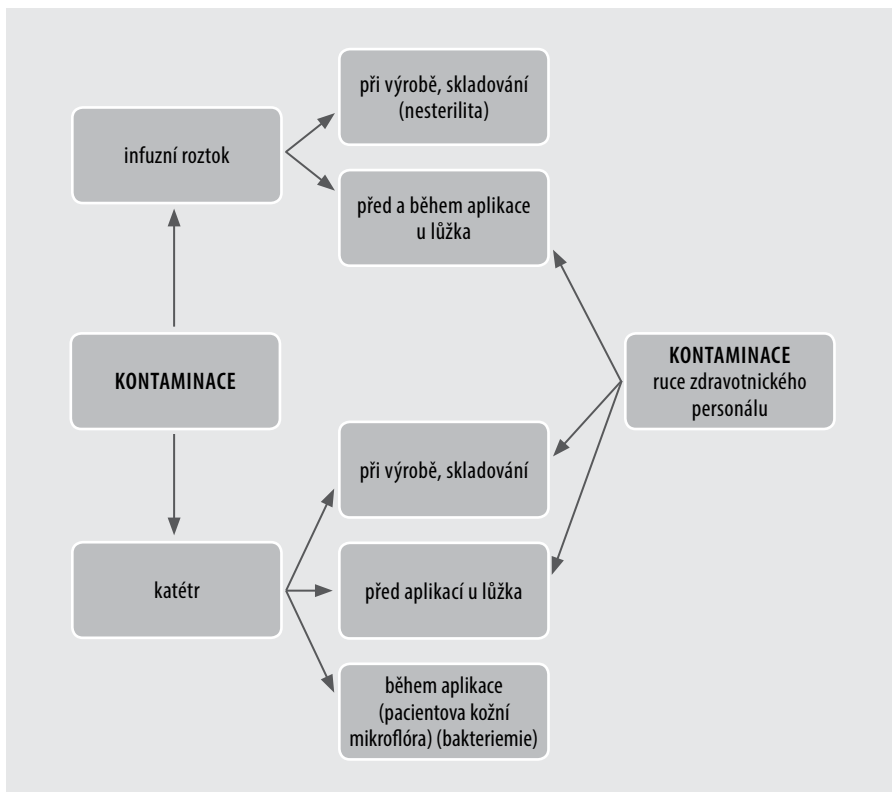 při výrobě, skladování
(nesterilita)
infuzní roztok
před a během aplikace
u lůžka
KONTAMINACE
KONTAMINACE
ruce zdravotnického
personálu
při výrobě, skladování
katétr
před aplikací u lůžka
během aplikace
(pacientova kožní
mikroflóra) (bakteriemie)